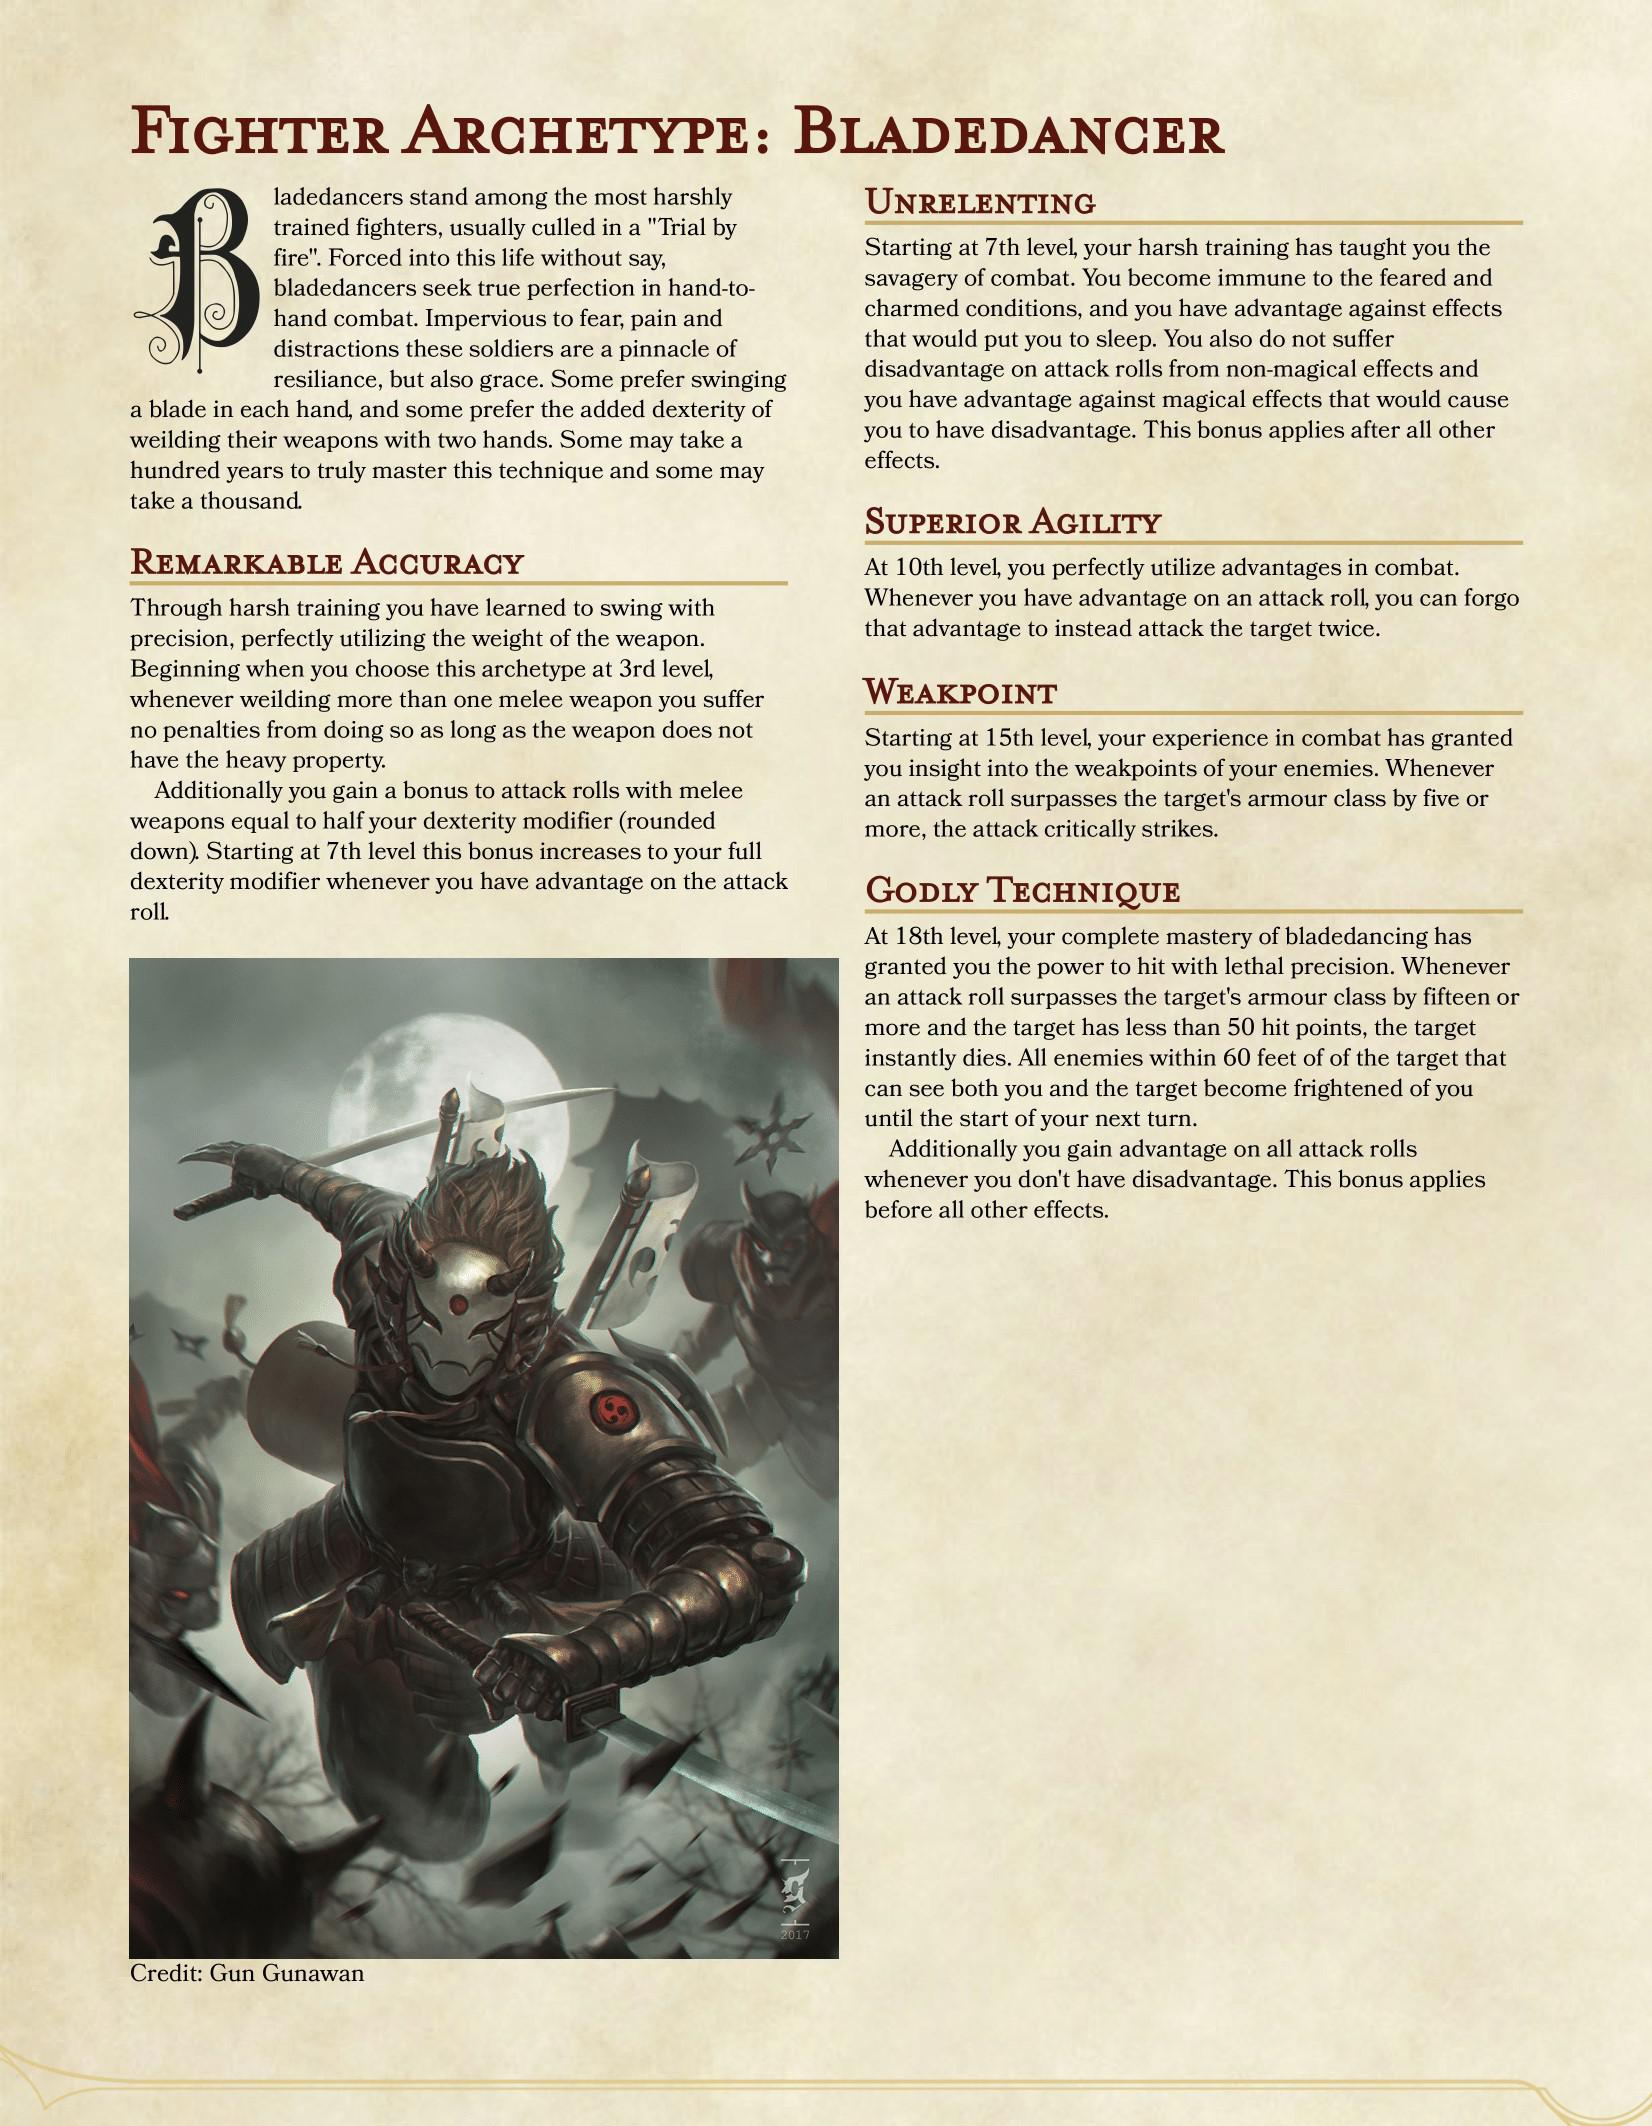 Fighter Archetype: Bladedancer
Bladedancers stand among the most harshly
trained fighters, usually culled in a "Trial by
fire". Forced into this life without say,
bladedancers seek true perfection in hand-to-
hand combat. Impervious to fear, pain and
distractions these soldiers are a pinnacle of
resiliance, but also grace. Some prefer swinging
a blade in each hand, and some prefer the added dexterity of
weilding their weapons with two hands. Some may take a
hundred years to truly master this technique and some may
take a thousand.
Remarkable Accuracy
Through harsh training you have learned to swing with
precision, perfectly utilizing the weight of the weapon.
Beginning when you choose this archetype at 3rd level,
whenever weilding more than one melee weapon you suffer
no penalties from doing so as long as the weapon does not
have the heavy property.
Additionally you gain a bonus to attack rolls with melee
weapons equal to half your dexterity modifier (rounded
down). Starting at 7th level this bonus increases to your full
dexterity modifier whenever you have advantage on the attack
roll.
2017
Credit: Gun Gunawan
Unrelenting
Starting at 7th level, your harsh training has taught you the
savagery of combat. You become immune to the feared and
charmed conditions, and you have advantage against effects
that would put you to sleep. You also do not suffer
disadvantage on attack rolls from non-magical effects and
you have advantage against magical effects that would cause
you to have disadvantage. This bonus applies after all other
effects.
Superior Agility
At 10th level, you perfectly utilize advantages in combat.
Whenever you have advantage on an attack roll, you can forgo
that advantage to instead attack the target twice.
Weakpoint
Starting at 15th level, your experience in combat has granted
you insight into the weakpoints of your enemies. Whenever
an attack roll surpasses the target's armour class by five or
more, the attack critically strikes.
Godly Technique
At 18th level, your complete mastery of bladedancing has
granted you the power to hit with lethal precision. Whenever
an attack roll surpasses the target's armour class by fifteen or
more and the target has less than 50 hit points, the target
instantly dies. All enemies within 60 feet of of the target that
can see both you and the target become frightened of you
until the start of your next turn.
Additionally you gain advantage on all attack rolls
whenever you don't have disadvantage. This bonus applies
before all other effects.